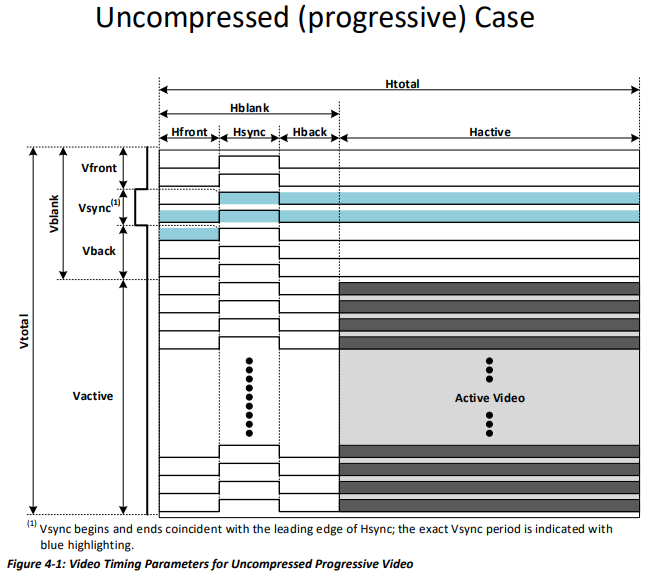 Uncompressed (progressive) Case
Htotal
Hblank
Hfront Hsync Hback Hactive
Vfront
Vsync(1)
Vblank
Vback
Vtotal
Vactive
Active Video
(1) Vsync begins and ends coincident with the leading edge of Hsync; the exact Vsync period is indicated with
blue highlighting.
Figure 4-1: Video Timing Parameters for Uncompressed Progressive Video